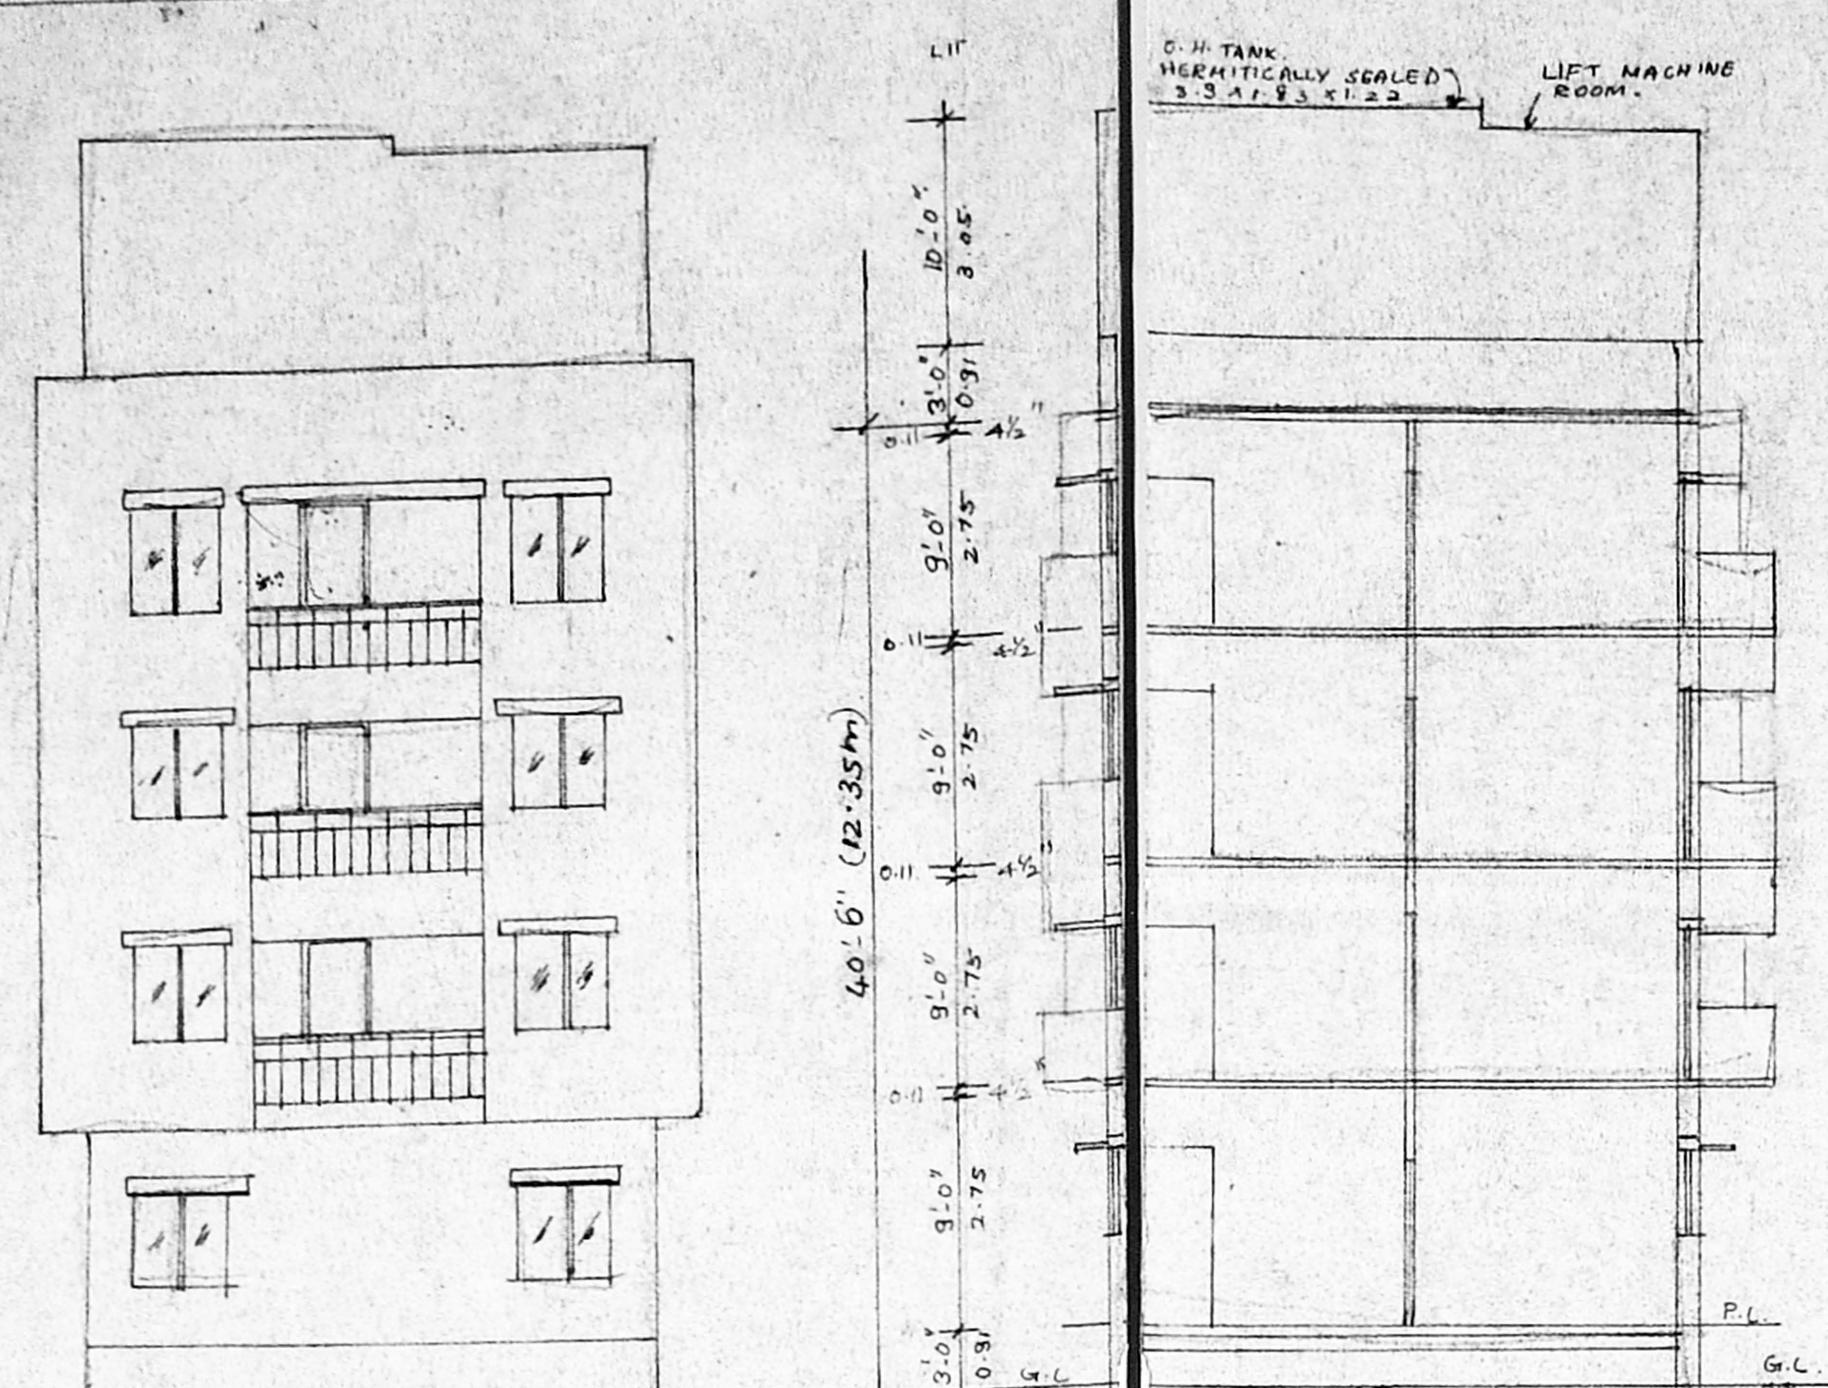 O.H. TANK.
HERMITICALLY SEALED
3.3 x 1.83 x 1.22
LIFT MACHINE
ROOM.
10'-0"
3.05
3'-0"
0.91
0.11
4½"
9'-0"
2.75
0.11
4½"
9'-0"
2.75
40'-6" (12.35m)
0.11
4½"
9'-0"
2.75
0.11
4½"
9'-0"
2.75
3'-0"
0.91
P.L.
G.L
G.L.